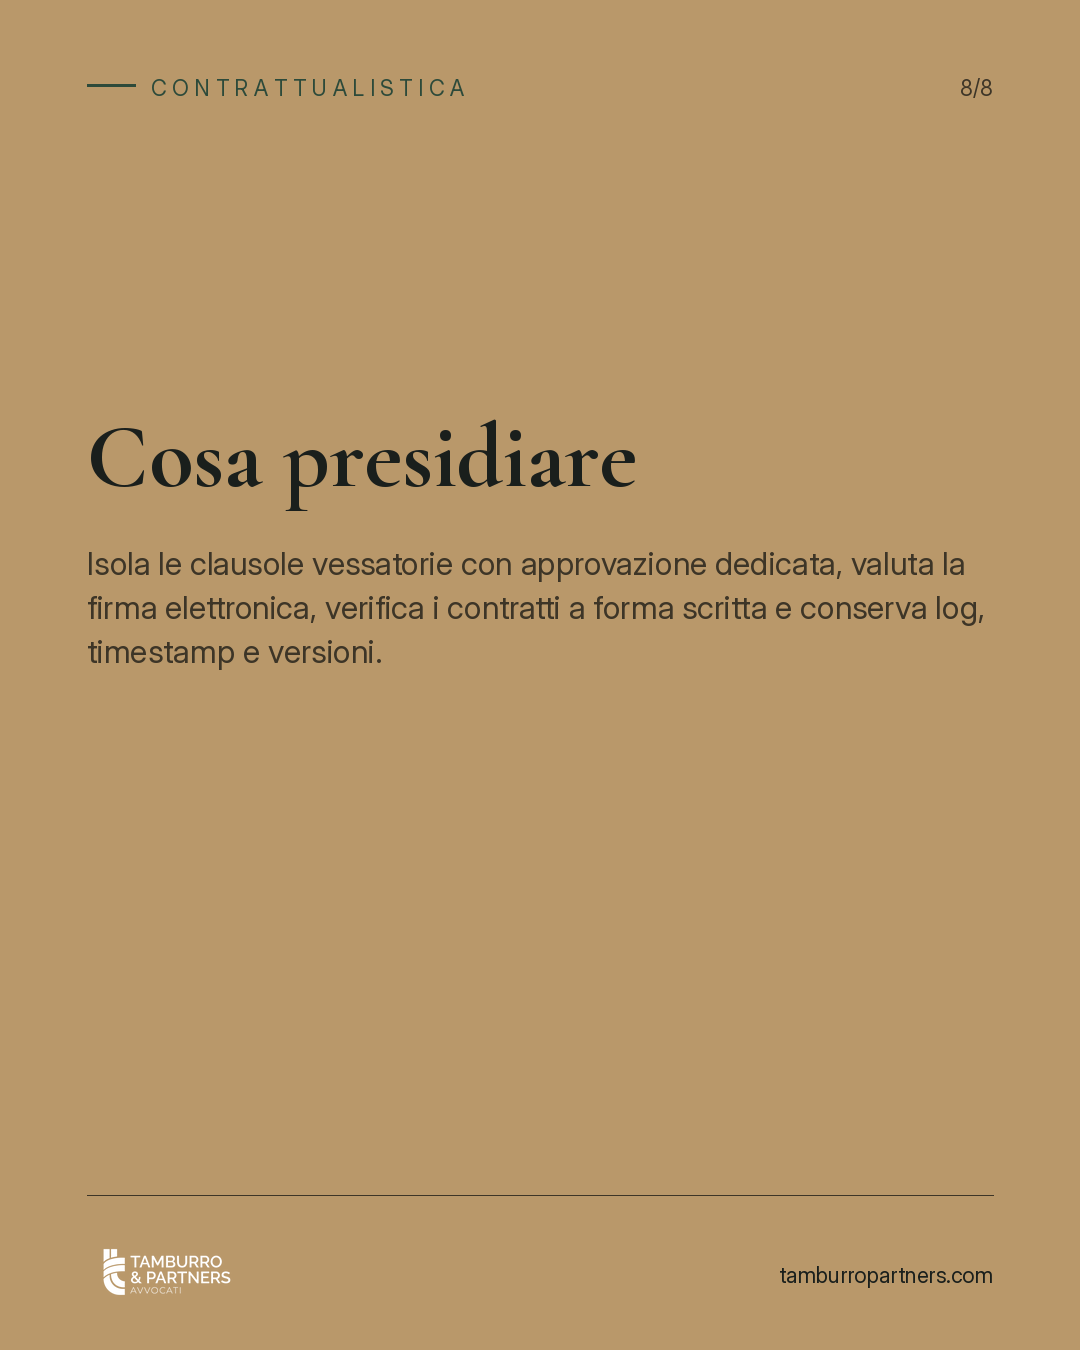 CONTRATTUALISTICA
8/8
Cosa presidiare
Isola le clausole vessatorie con approvazione dedicata, valuta la
firma elettronica, verifica i contratti a forma scritta e conserva log,
timestamp e versioni.
TAMBURRO
& PARTNERS
AVVOCATI
tamburropartners.com